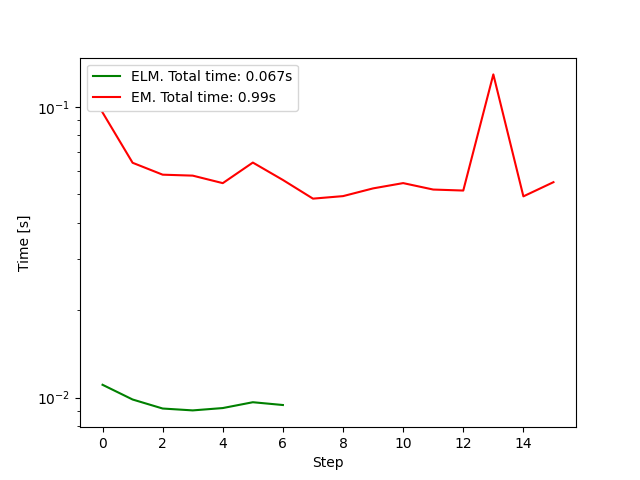 ELM. Total time: 0.067s
EM. Total time: 0.99s
10⁻¹
10⁻²
Time [s]
0 2 4 6 8 10 12 14
Step